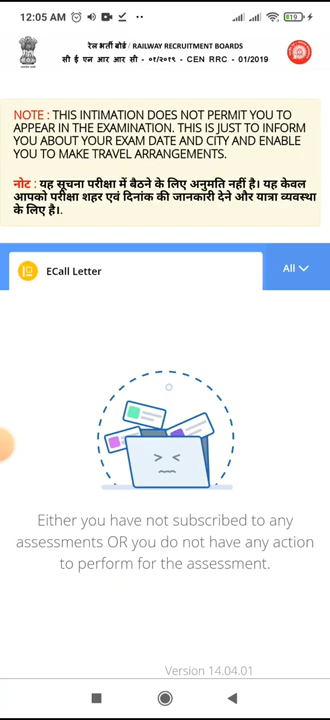 12:05 AM
819
रेल भर्ती बोर्ड / RAILWAY RECRUITMENT BOARDS
सी ई एन आर आर सी - ०१/२०१९ - CEN RRC - 01/2019
NOTE : THIS INTIMATION DOES NOT PERMIT YOU TO
APPEAR IN THE EXAMINATION. THIS IS JUST TO INFORM
YOU ABOUT YOUR EXAM DATE AND CITY AND ENABLE
YOU TO MAKE TRAVEL ARRANGEMENTS.
नोट : यह सूचना परीक्षा में बैठने के लिए अनुमति नहीं है। यह केवल
आपको परीक्षा शहर एवं दिनांक की जानकारी देने और यात्रा व्यवस्था
के लिए है।.
ECall Letter
All
Either you have not subscribed to any
assessments OR you do not have any action
to perform for the assessment.
Version 14.04.01